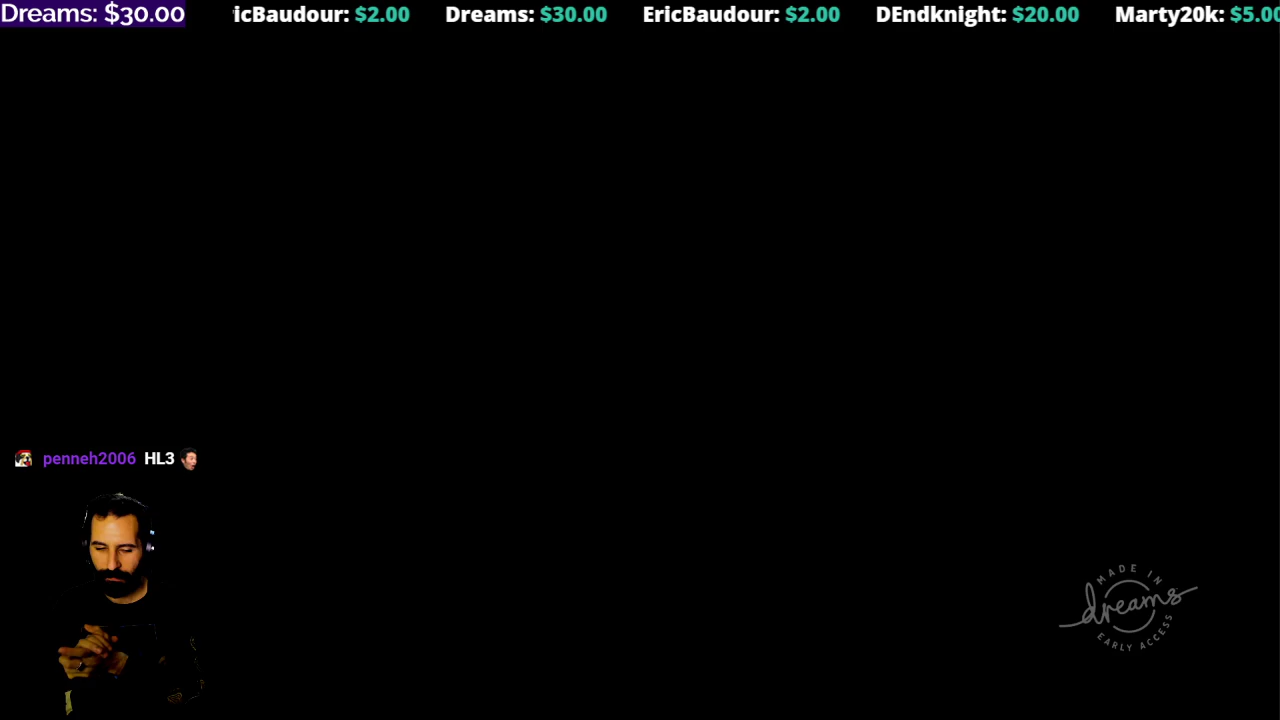 Dreams: $30.00
icBaudour: $2.00 Dreams: $30.00 EricBaudour: $2.00 DEndknight: $20.00 Marty20k: $5.00
penneh2006 HL3
MADE IN
dreams
EARLY ACCESS